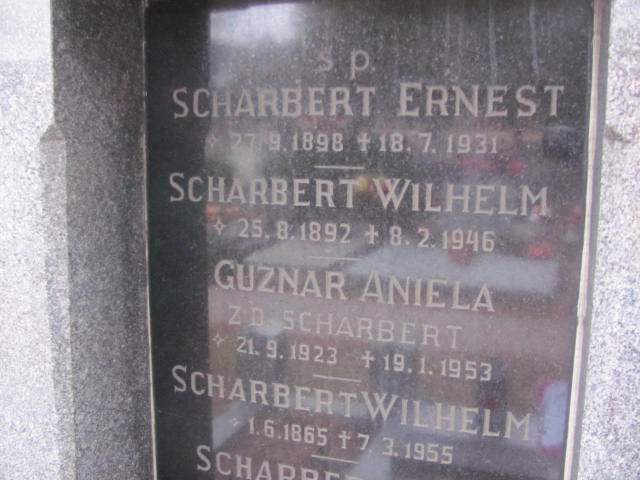 S P
SCHARBERT ERNEST
✧ 27.9.1898 ✝ 18.7.1931
SCHARBERT WILHELM
✧ 25.8.1892 ✝ 8.2.1946
GUZNAR ANIELA
Z D. SCHARBERT
✧ 21.9.1923 ✝ 19.1.1953
SCHARBERT WILHELM
✧ 1.6.1865 ✝ 7.3.1955
SCHARBER